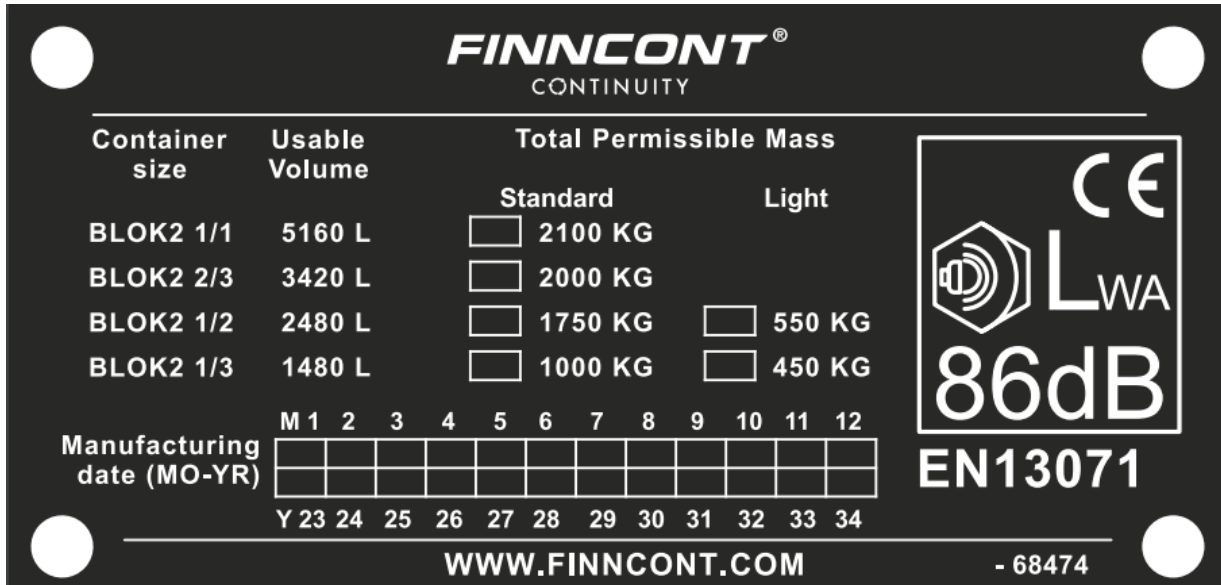 FINNCONT®
CONTINUITY
Container size
Usable Volume
Total Permissible Mass
Standard Light
BLOK2 1/1 5160 L 2100 KG
BLOK2 2/3 3420 L 2000 KG
BLOK2 1/2 2480 L 1750 KG 550 KG
BLOK2 1/3 1480 L 1000 KG 450 KG
M 1 2 3 4 5 6 7 8 9 10 11 12
Manufacturing
date (MO-YR)
Y 23 24 25 26 27 28 29 30 31 32 33 34
CE
LWA
86dB
EN13071
WWW.FINNCONT.COM
- 68474